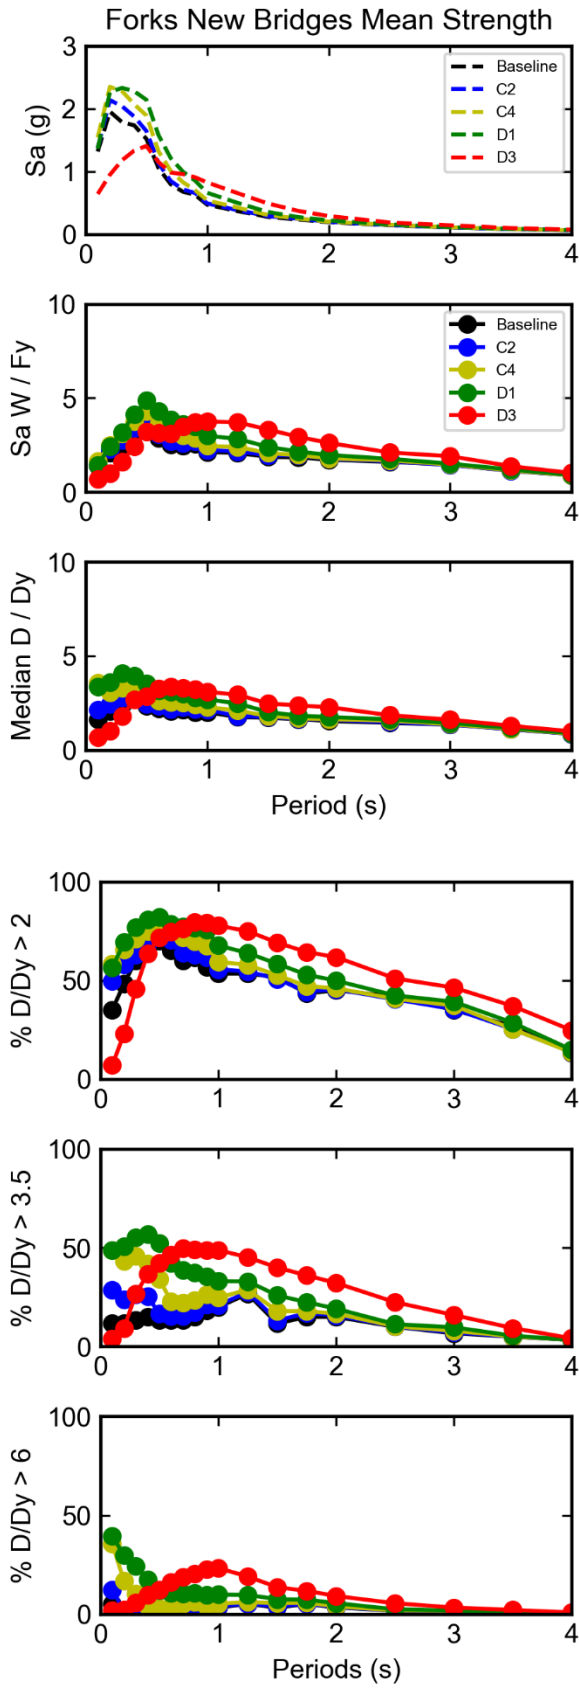 Forks New Bridges Mean Strength
3
2
1
0
Sa (g)
Baseline
C2
C4
D1
D3
0
1
2
3
4
10
5
0
Sa W / Fy
Baseline
C2
C4
D1
D3
0
1
2
3
4
10
5
0
Median D / Dy
0
1
2
3
4
Period (s)
100
50
0
% D/Dy > 2
0
1
2
3
4
100
50
0
% D/Dy > 3.5
0
1
2
3
4
100
50
0
% D/Dy > 6
0
1
2
3
4
Periods (s)